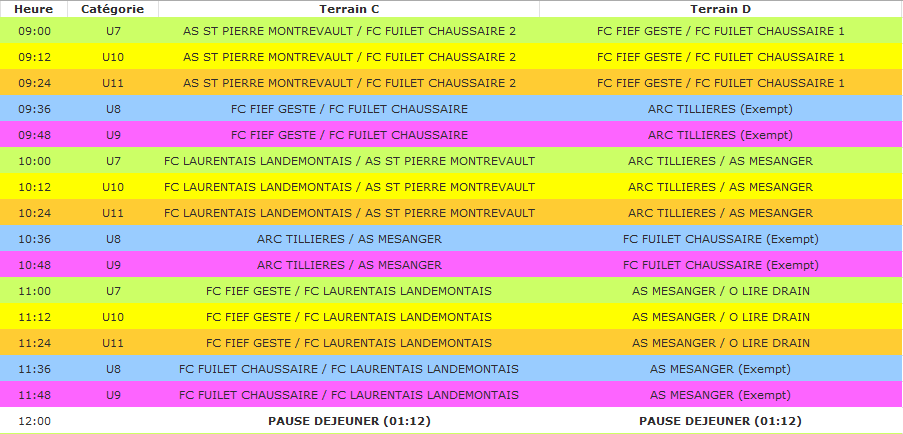 Heure Catégorie Terrain C Terrain D
09:00 U7 AS ST PIERRE MONTREVAULT / FC FUILET CHAUSSAIRE 2 FC FIEF GESTE / FC FUILET CHAUSSAIRE 1
09:12 U10 AS ST PIERRE MONTREVAULT / FC FUILET CHAUSSAIRE 2 FC FIEF GESTE / FC FUILET CHAUSSAIRE 1
09:24 U11 AS ST PIERRE MONTREVAULT / FC FUILET CHAUSSAIRE 2 FC FIEF GESTE / FC FUILET CHAUSSAIRE 1
09:36 U8 FC FIEF GESTE / FC FUILET CHAUSSAIRE ARC TILLIERES (Exempt)
09:48 U9 FC FIEF GESTE / FC FUILET CHAUSSAIRE ARC TILLIERES (Exempt)
10:00 U7 FC LAURENTAIS LANDEMONTAIS / AS ST PIERRE MONTREVAULT ARC TILLIERES / AS MESANGER
10:12 U10 FC LAURENTAIS LANDEMONTAIS / AS ST PIERRE MONTREVAULT ARC TILLIERES / AS MESANGER
10:24 U11 FC LAURENTAIS LANDEMONTAIS / AS ST PIERRE MONTREVAULT ARC TILLIERES / AS MESANGER
10:36 U8 ARC TILLIERES / AS MESANGER FC FUILET CHAUSSAIRE (Exempt)
10:48 U9 ARC TILLIERES / AS MESANGER FC FUILET CHAUSSAIRE (Exempt)
11:00 U7 FC FIEF GESTE / FC LAURENTAIS LANDEMONTAIS AS MESANGER / O LIRE DRAIN
11:12 U10 FC FIEF GESTE / FC LAURENTAIS LANDEMONTAIS AS MESANGER / O LIRE DRAIN
11:24 U11 FC FIEF GESTE / FC LAURENTAIS LANDEMONTAIS AS MESANGER / O LIRE DRAIN
11:36 U8 FC FUILET CHAUSSAIRE / FC LAURENTAIS LANDEMONTAIS AS MESANGER (Exempt)
11:48 U9 FC FUILET CHAUSSAIRE / FC LAURENTAIS LANDEMONTAIS AS MESANGER (Exempt)
12:00 PAUSE DEJEUNER (01:12) PAUSE DEJEUNER (01:12)